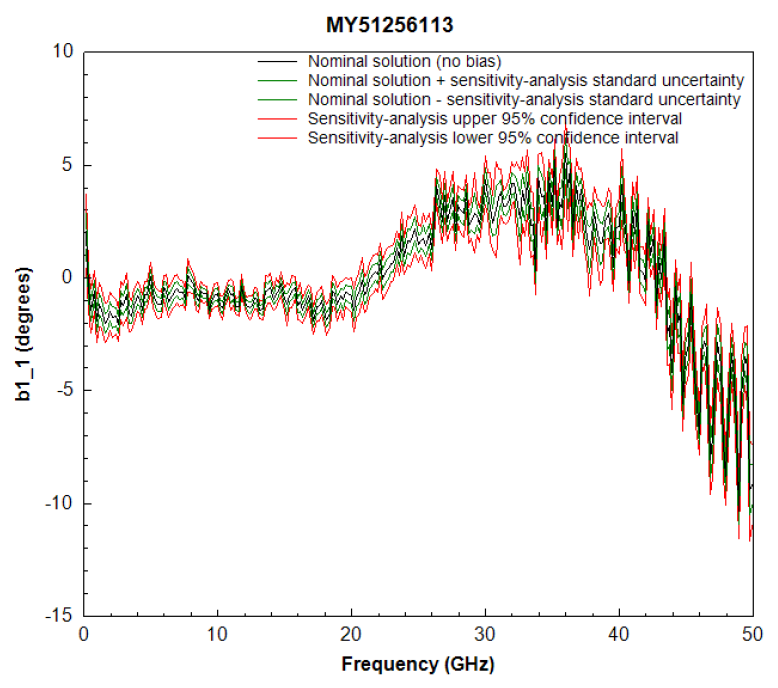 MY51256113
10
Nominal solution (no bias)
Nominal solution + sensitivity-analysis standard uncertainty
Nominal solution - sensitivity-analysis standard uncertainty
Sensitivity-analysis upper 95% confidence interval
Sensitivity-analysis lower 95% confidence interval
5
0
-5
-10
-15
b1_1 (degrees)
0 10 20 30 40 50
Frequency (GHz)